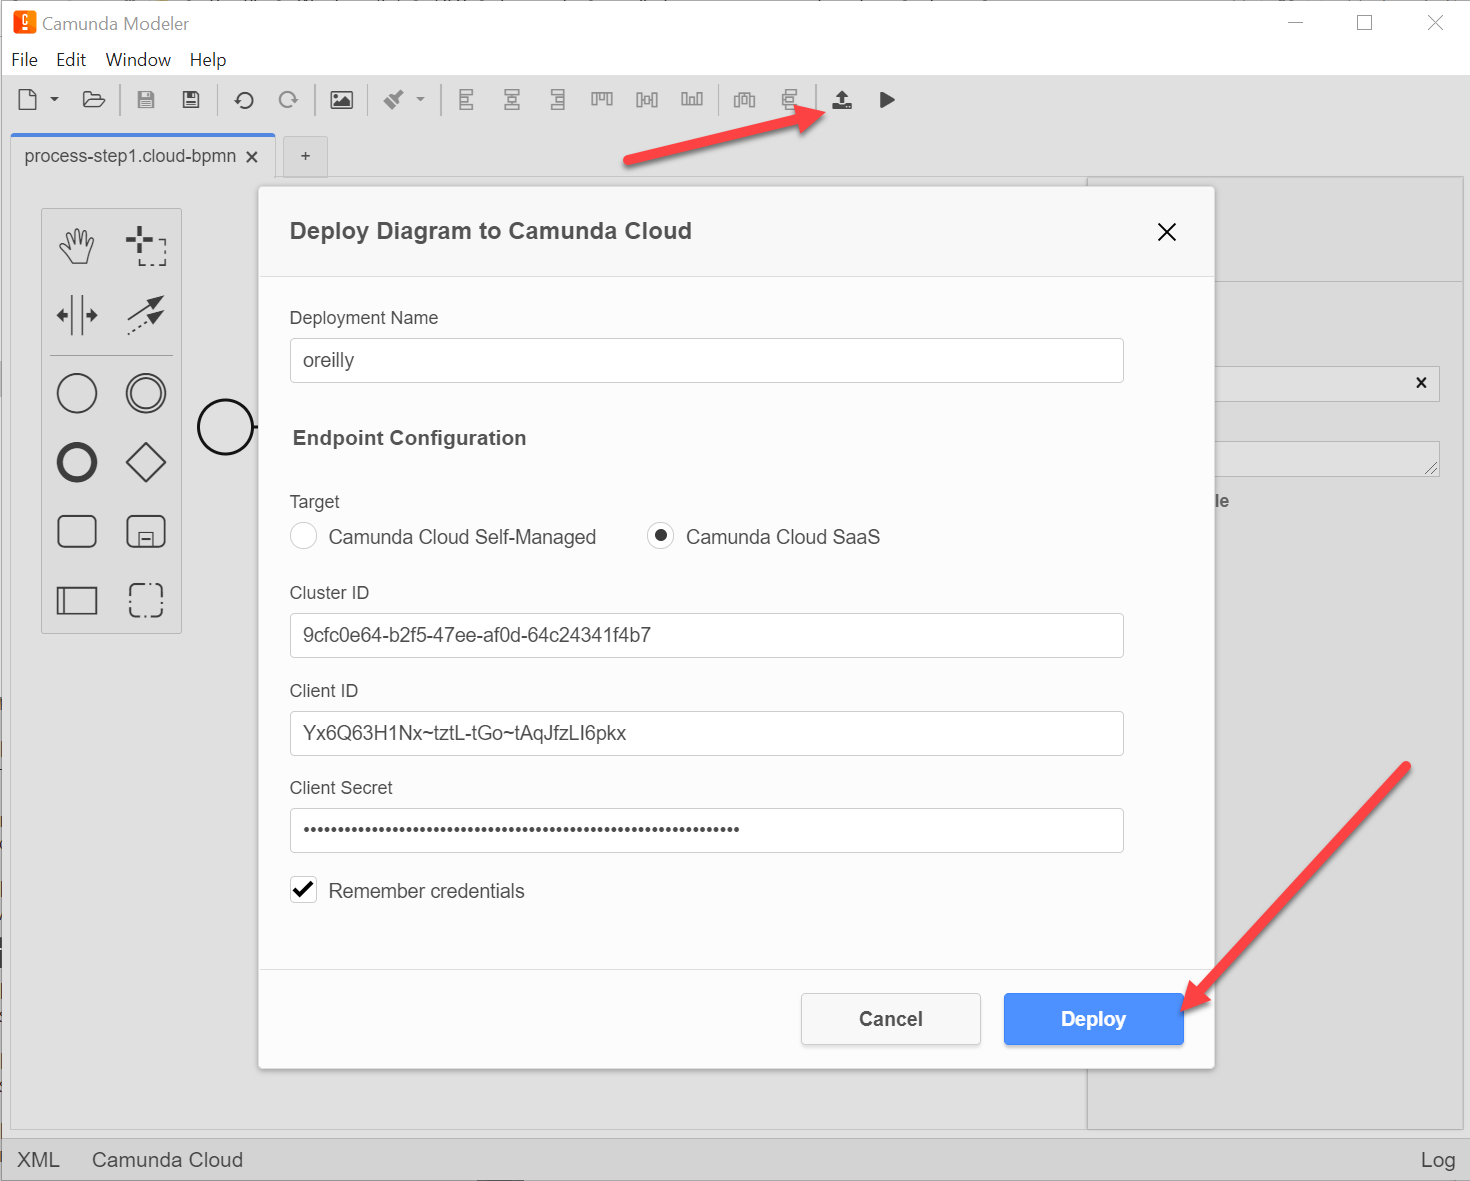 Camunda Modeler
File Edit Window Help
process-step1.cloud-bpmn
+
Deploy Diagram to Camunda Cloud
Deployment Name
oreilly
Endpoint Configuration
Target
Camunda Cloud Self-Managed Camunda Cloud SaaS
Cluster ID
9cfc0e64-b2f5-47ee-af0d-64c24341f4b7
Client ID
Yx6Q63H1Nx~tztL-tGo~tAqJfzLI6pkx
Client Secret
Remember credentials
Cancel Deploy
le
XML Camunda Cloud Log